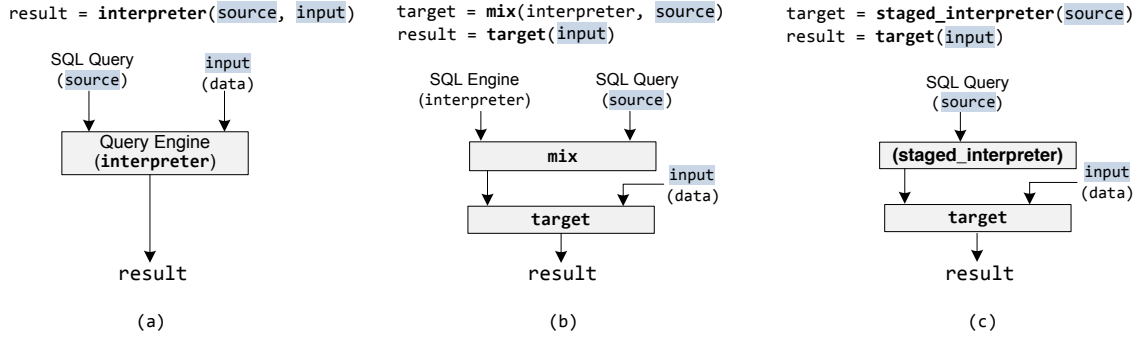 result = interpreter(source, input)
SQL Query
(source)
input
(data)
Query Engine
(interpreter)
result
(a)
target = mix(interpreter, source)
result = target(input)
SQL Engine
(interpreter)
SQL Query
(source)
mix
input
(data)
target
result
(b)
target = staged_interpreter(source)
result = target(input)
SQL Query
(source)
(staged_interpreter)
input
(data)
target
result
(c)